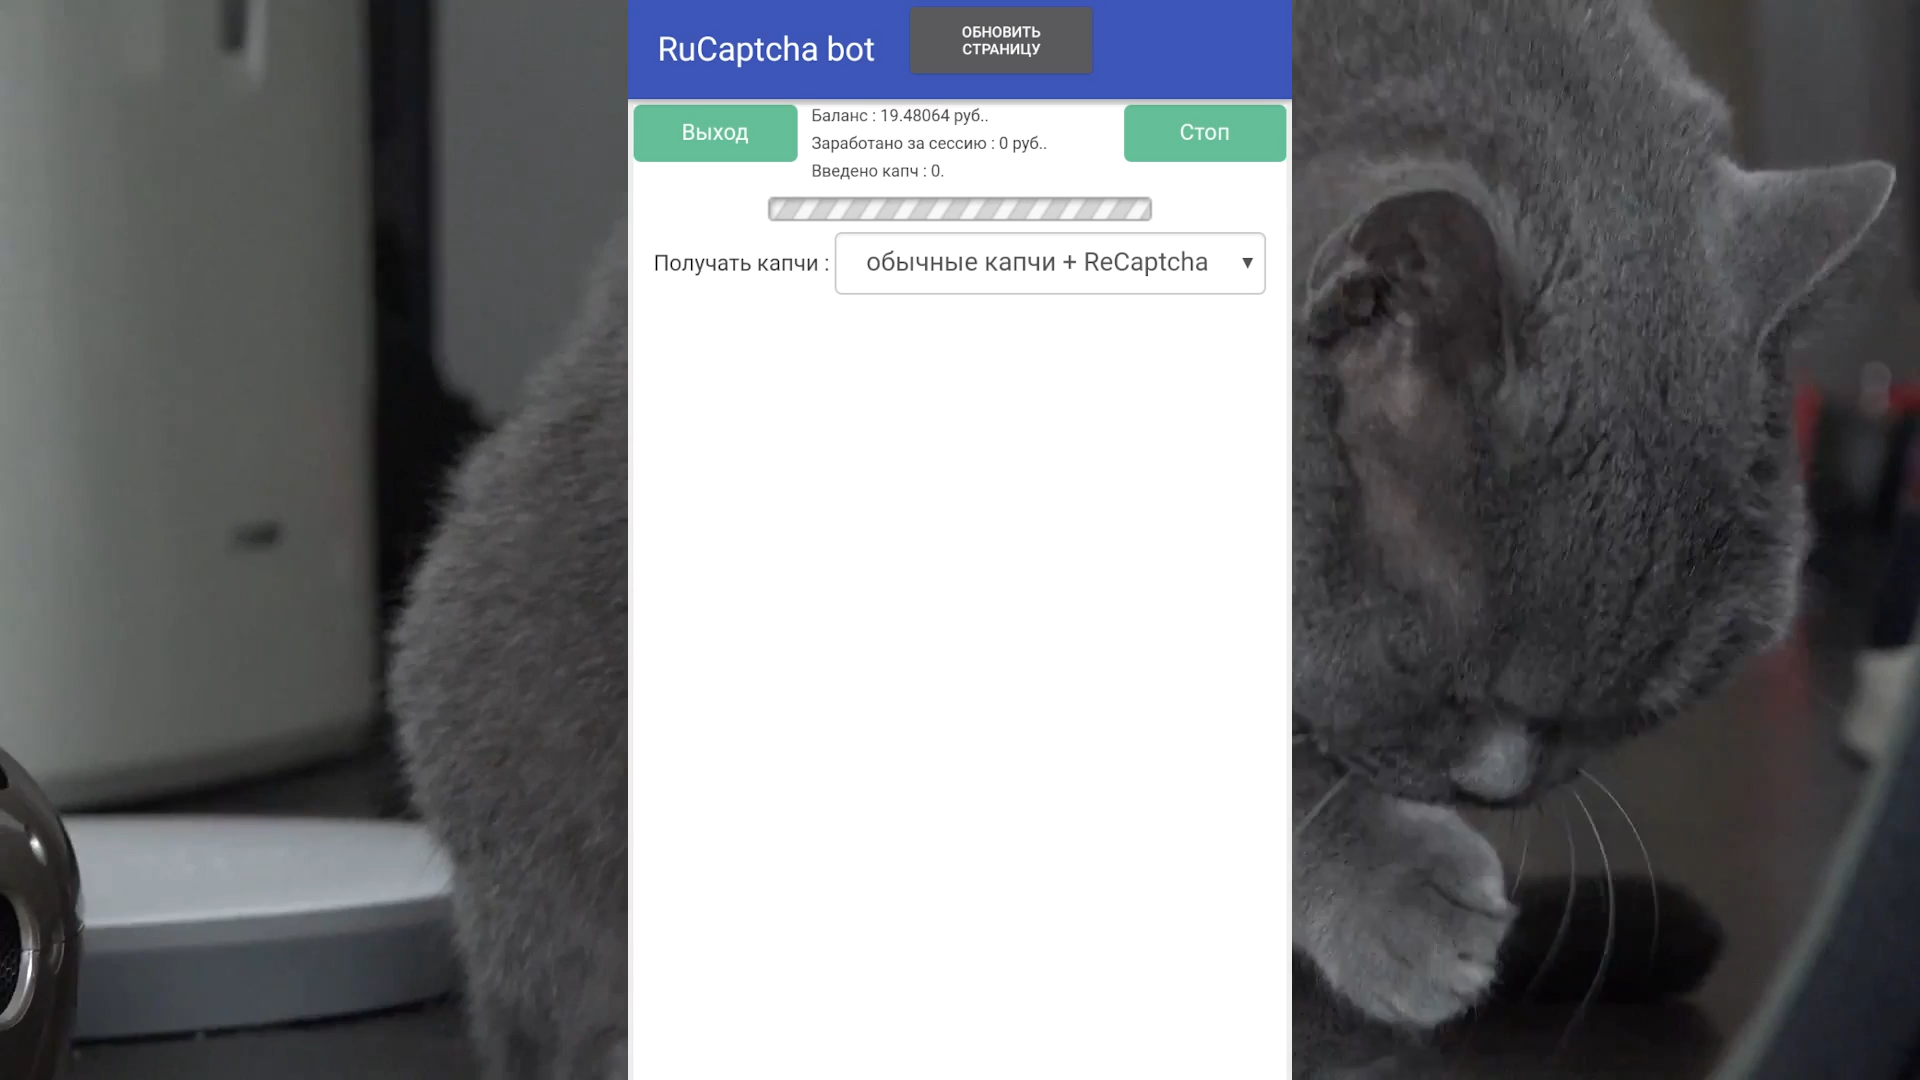 RuCaptcha bot
ОБНОВИТЬ
СТРАНИЦУ
Выход
Баланс : 19.48064 руб..
Заработано за сессию : 0 руб..
Введено капч : 0.
Стоп
Получать капчи :
обычные капчи + ReCaptcha